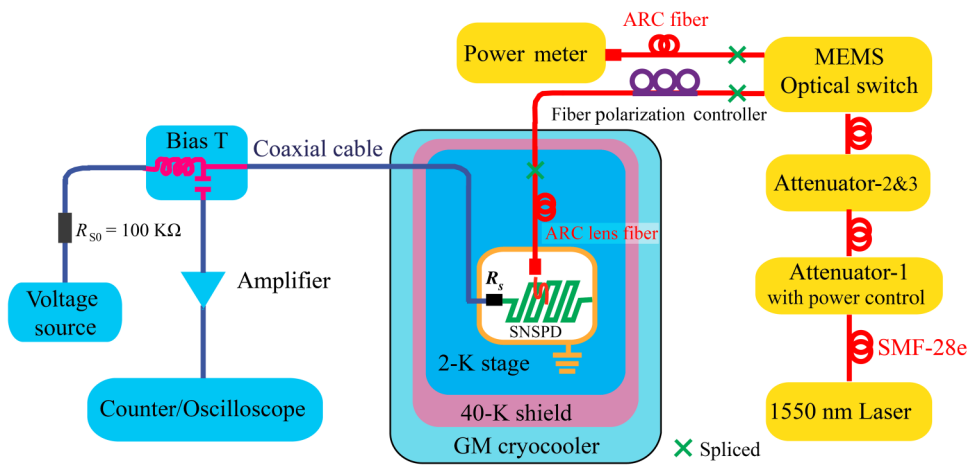 ARC fiber
Power meter
MEMS
Optical switch
Fiber polarization controller
Bias T
Coaxial cable
Attenuator-2&3
R_S0 = 100 KΩ
ARC lens fiber
Amplifier
Attenuator-1
with power control
Voltage
source
R_s
SNSPD
2-K stage
SMF-28e
Counter/Oscilloscope
40-K shield
1550 nm Laser
GM cryocooler
Spliced